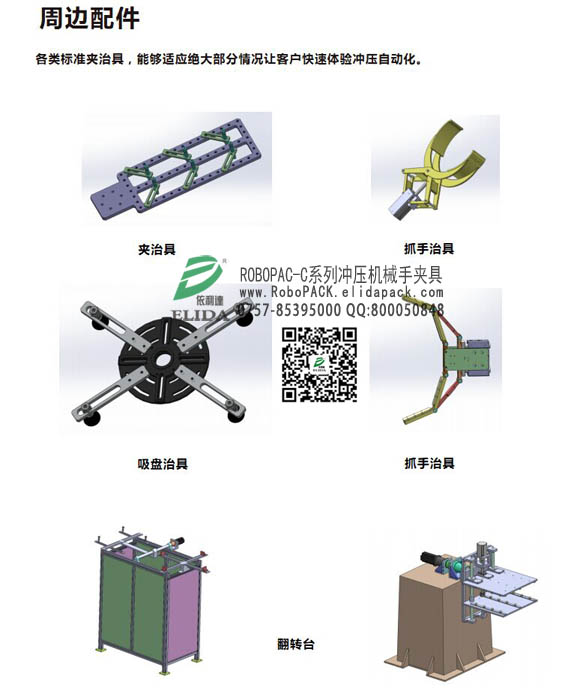 周边配件
各类标准夹治具，能够适应绝大部分情况让客户快速体验冲压自动化。
夹治具
抓手治具
依利達
ELIDA
ROBOPAC-C系列冲压机械手夹具
www.RoboPACK.elidapack.com
0757-85395000 QQ:800050848
ELIDA
吸盘治具
抓手治具
翻转台